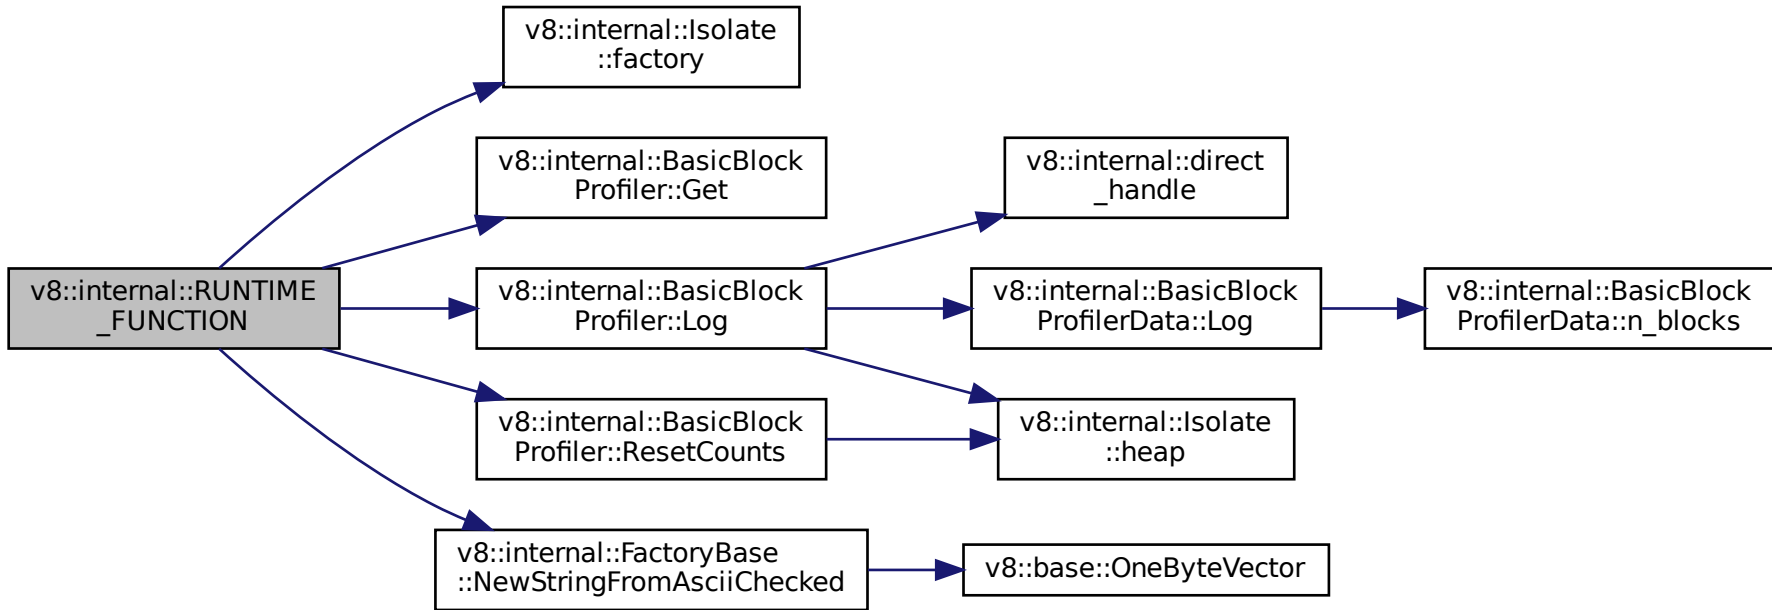 v8::internal::Isolate
::factory
v8::internal::BasicBlock
Profiler::Get
v8::internal::direct
_handle
v8::internal::RUNTIME
_FUNCTION
v8::internal::BasicBlock
Profiler::Log
v8::internal::BasicBlock
ProfilerData::Log
v8::internal::BasicBlock
ProfilerData::n_blocks
v8::internal::BasicBlock
Profiler::ResetCounts
v8::internal::Isolate
::heap
v8::internal::FactoryBase
::NewStringFromAsciiChecked
v8::base::OneByteVector